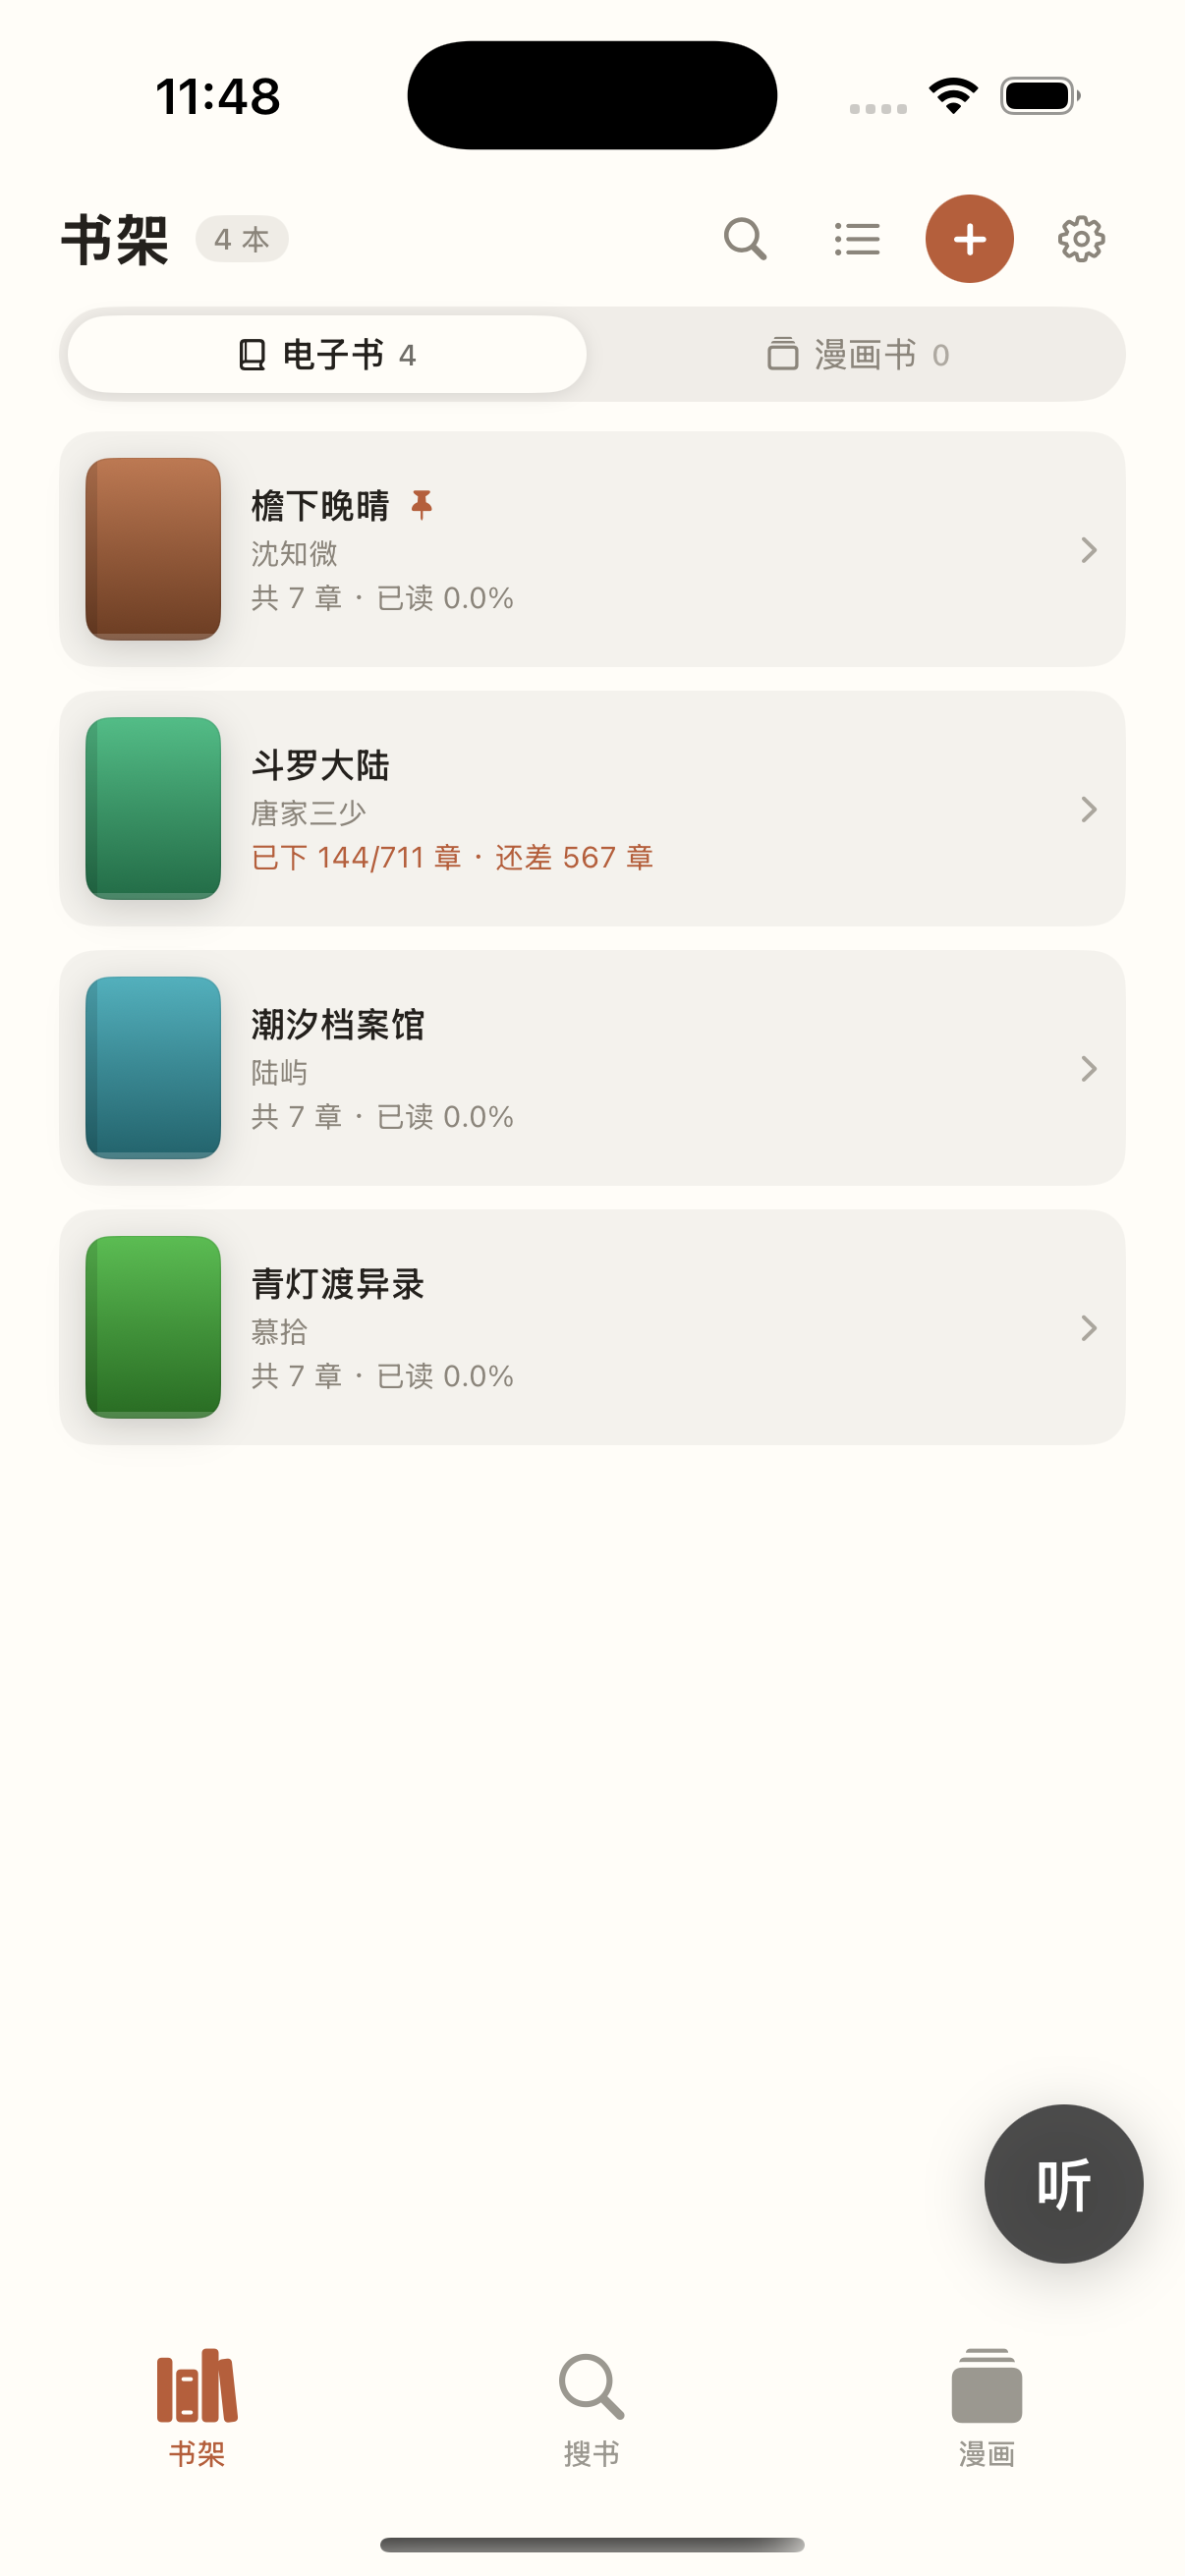 11:48
书架 4 本
电子书 4 漫画书 0
檐下晚晴
沈知微
共 7 章 · 已读 0.0%
斗罗大陆
唐家三少
已下 144/711 章 · 还差 567 章
潮汐档案馆
陆屿
共 7 章 · 已读 0.0%
青灯渡异录
慕拾
共 7 章 · 已读 0.0%
听
书架 搜书 漫画